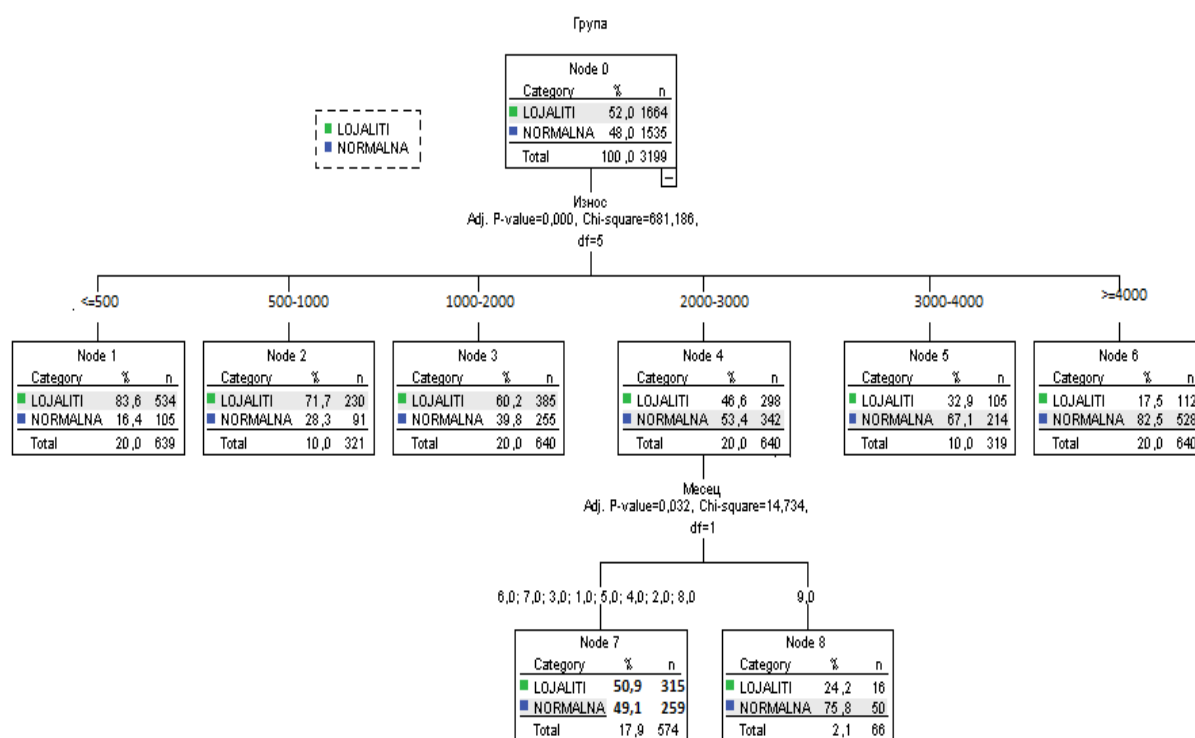 Група
Node 0
Category % n
LOJALITI 52,0 1664
NORMALNA 48,0 1535
Total 100,0 3199
LOJALITI
NORMALNA
Износ
Adj. P-value=0,000, Chi-square=681,186,
df=5
<=500
500-1000
1000-2000
2000-3000
3000-4000
>=4000
Node 1
Category % n
LOJALITI 83,6 534
NORMALNA 16,4 105
Total 20,0 639
Node 2
Category % n
LOJALITI 71,7 230
NORMALNA 28,3 91
Total 10,0 321
Node 3
Category % n
LOJALITI 60,2 385
NORMALNA 39,8 255
Total 20,0 640
Node 4
Category % n
LOJALITI 46,6 298
NORMALNA 53,4 342
Total 20,0 640
Node 5
Category % n
LOJALITI 32,9 105
NORMALNA 67,1 214
Total 10,0 319
Node 6
Category % n
LOJALITI 17,5 112
NORMALNA 82,5 528
Total 20,0 640
Месец
Adj. P-value=0,032, Chi-square=14,734,
df=1
6,0; 7,0; 3,0; 1,0; 5,0; 4,0; 2,0; 8,0
9,0
Node 7
Category % n
LOJALITI 50,9 315
NORMALNA 49,1 259
Total 17,9 574
Node 8
Category % n
LOJALITI 24,2 16
NORMALNA 75,8 50
Total 2,1 66